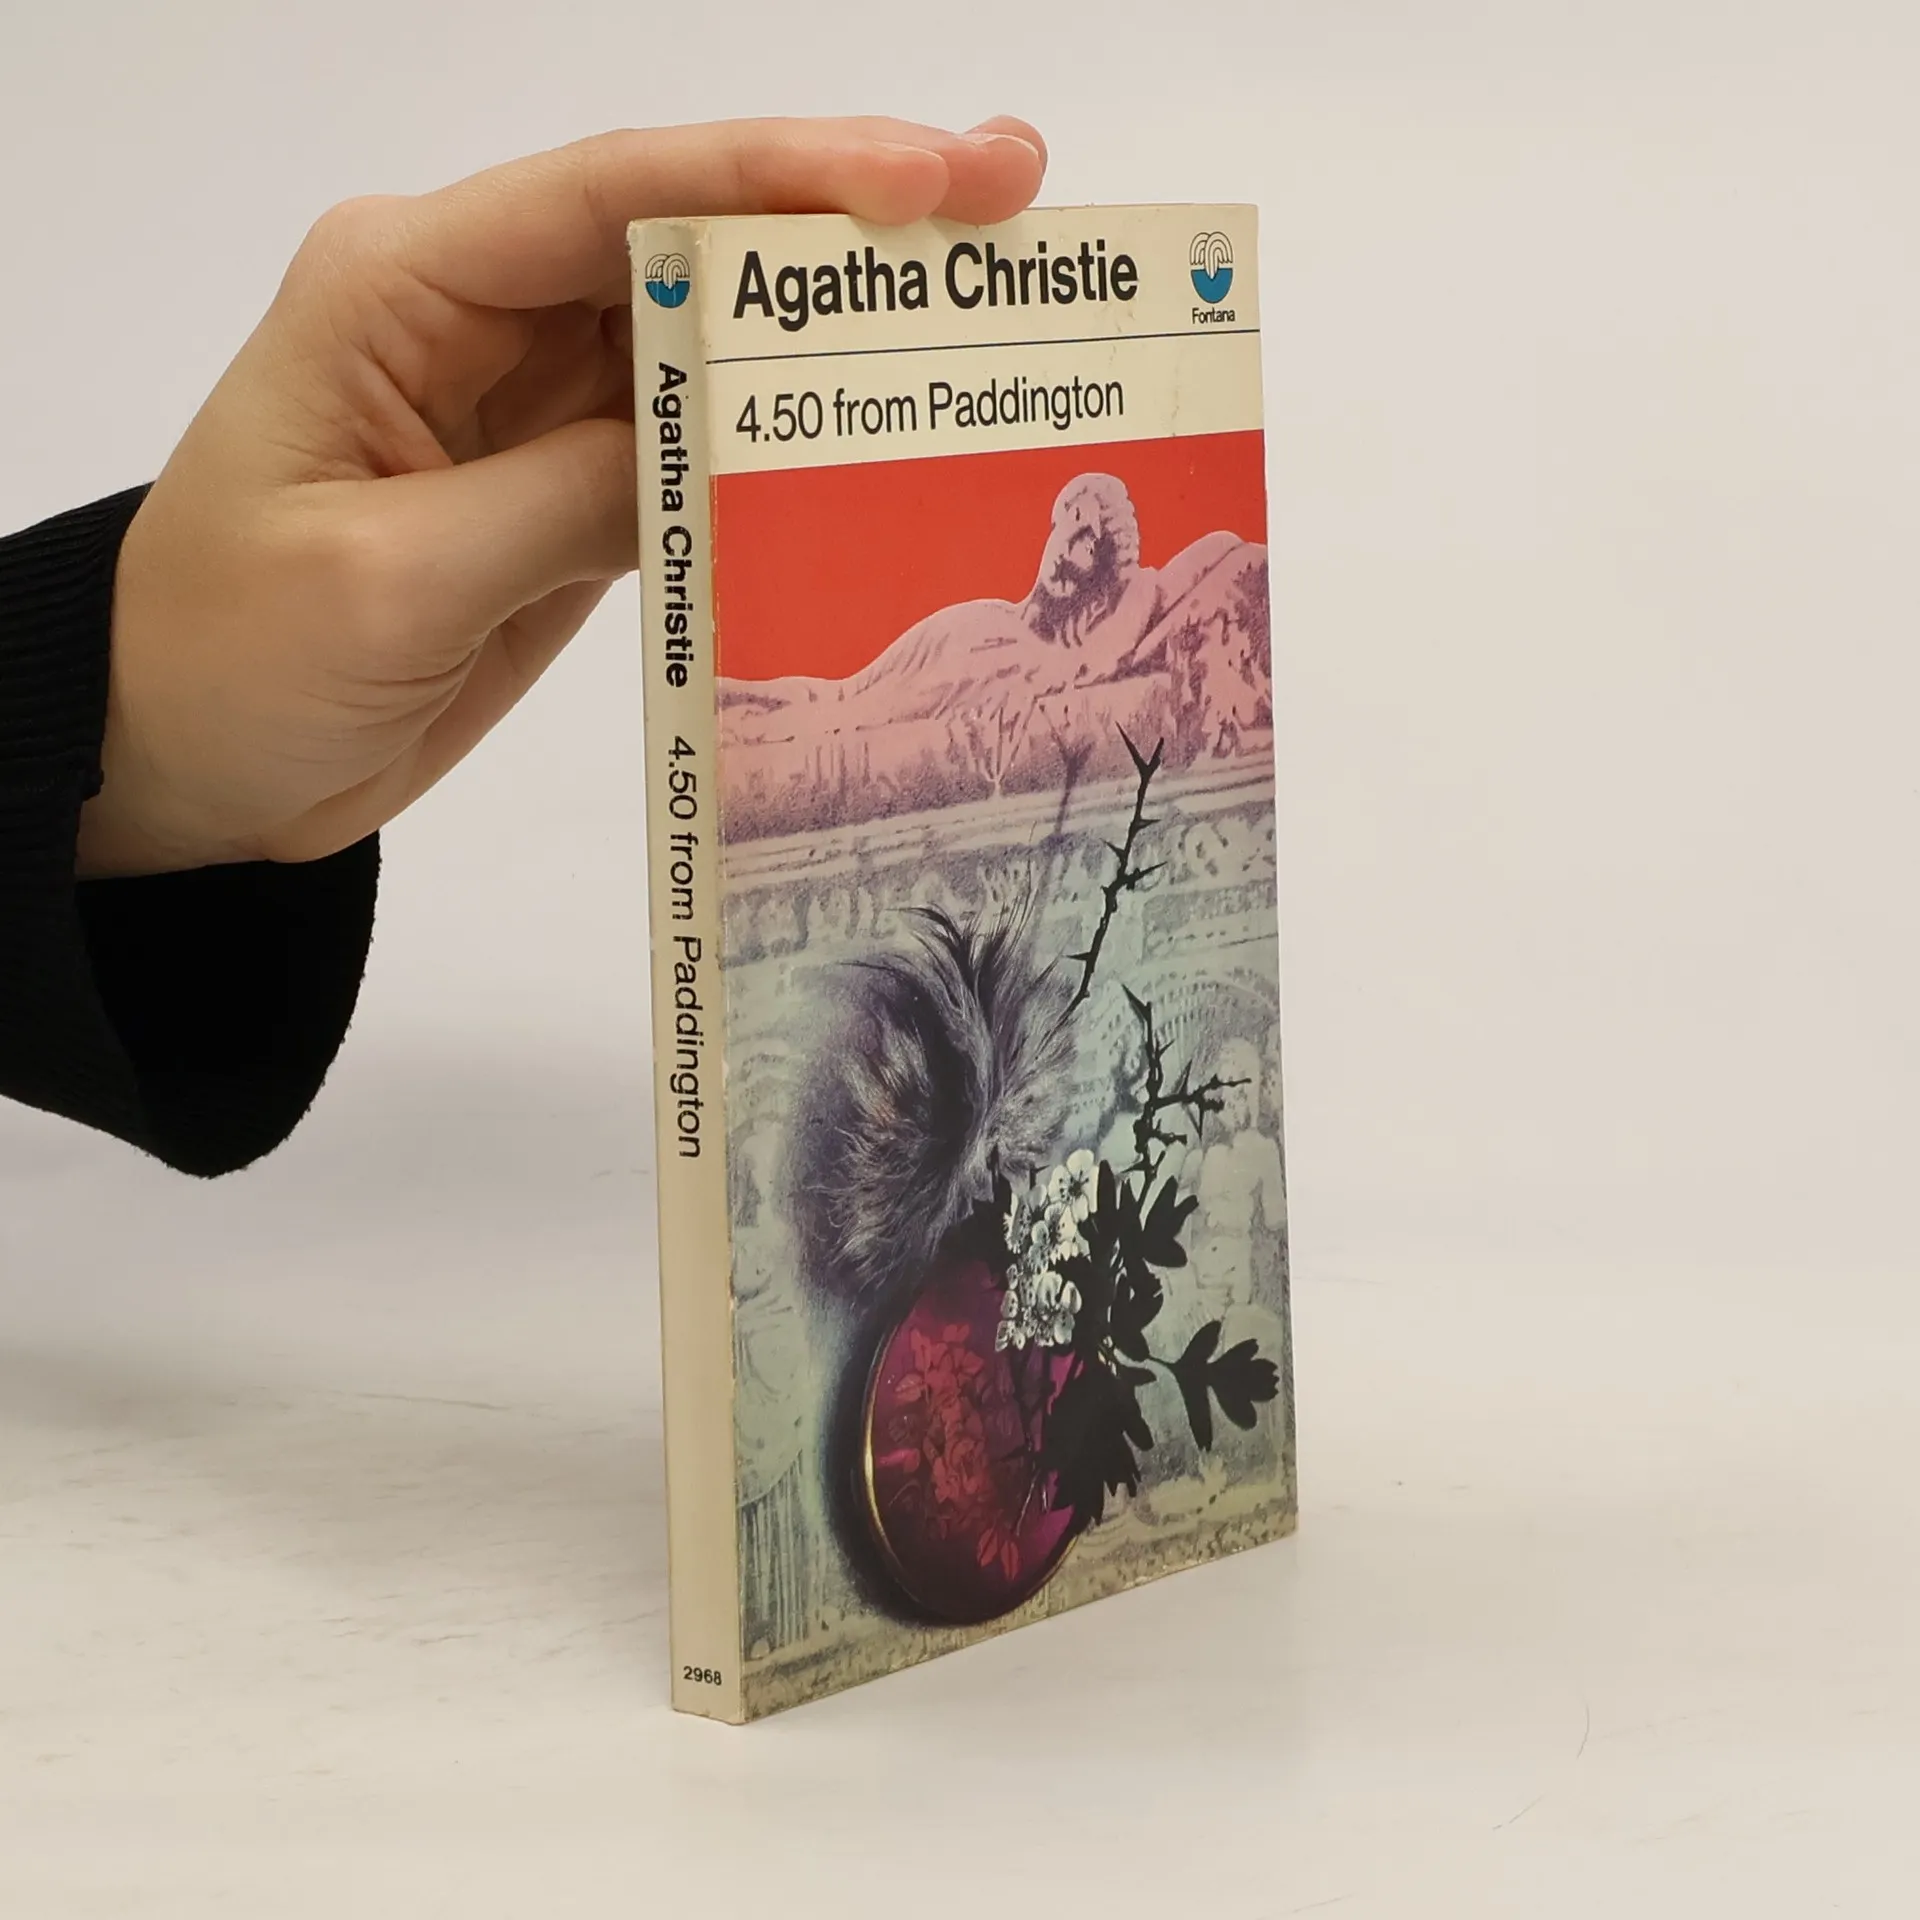 Agatha Christie
Fontana
4.50 from Paddington
Agatha Christie 4.50 from Paddington
2968